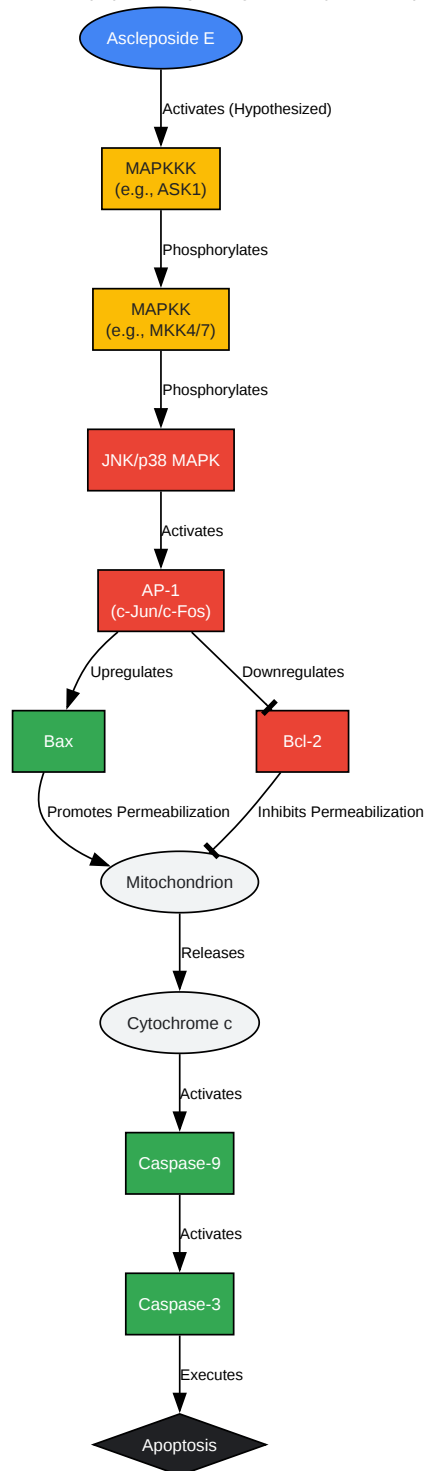 Ascleposide E
Activates (Hypothesized)
MAPKKK
(e.g., ASK1)
Phosphorylates
MAPKK
(e.g., MKK4/7)
Phosphorylates
JNK/p38 MAPK
Activates
AP-1
(c-Jun/c-Fos)
Upregulates
Downregulates
Bax
Bcl-2
Promotes Permeabilization
Inhibits Permeabilization
Mitochondrion
Releases
Cytochrome c
Activates
Caspase-9
Activates
Caspase-3
Executes
Apoptosis